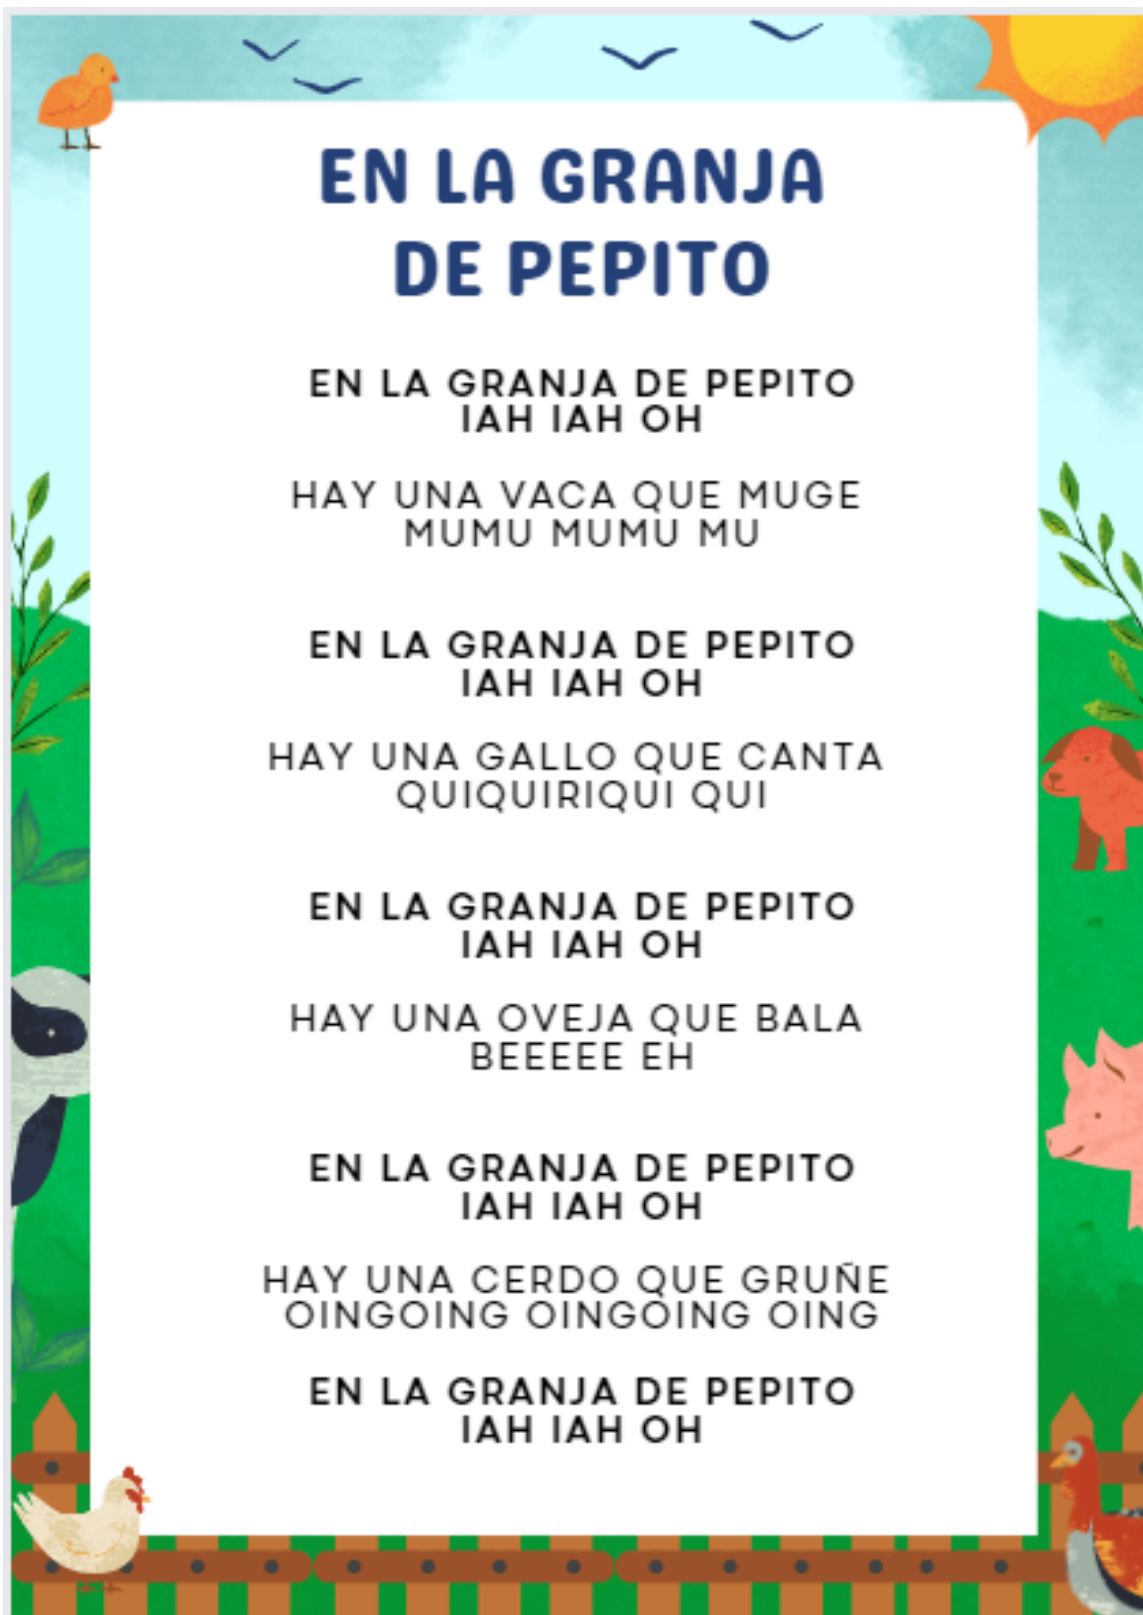 EN LA GRANJA
DE PEPITO
EN LA GRANJA DE PEPITO
IAH IAH OH
HAY UNA VACA QUE MUGE
MUMU MUMU MU
EN LA GRANJA DE PEPITO
IAH IAH OH
HAY UNA GALLO QUE CANTA
QUIQUIRIQUI QUI
EN LA GRANJA DE PEPITO
IAH IAH OH
HAY UNA OVEJA QUE BALA
BEEEEE EH
EN LA GRANJA DE PEPITO
IAH IAH OH
HAY UNA CERDO QUE GRUÑE
OINGOING OINGOING OING
EN LA GRANJA DE PEPITO
IAH IAH OH